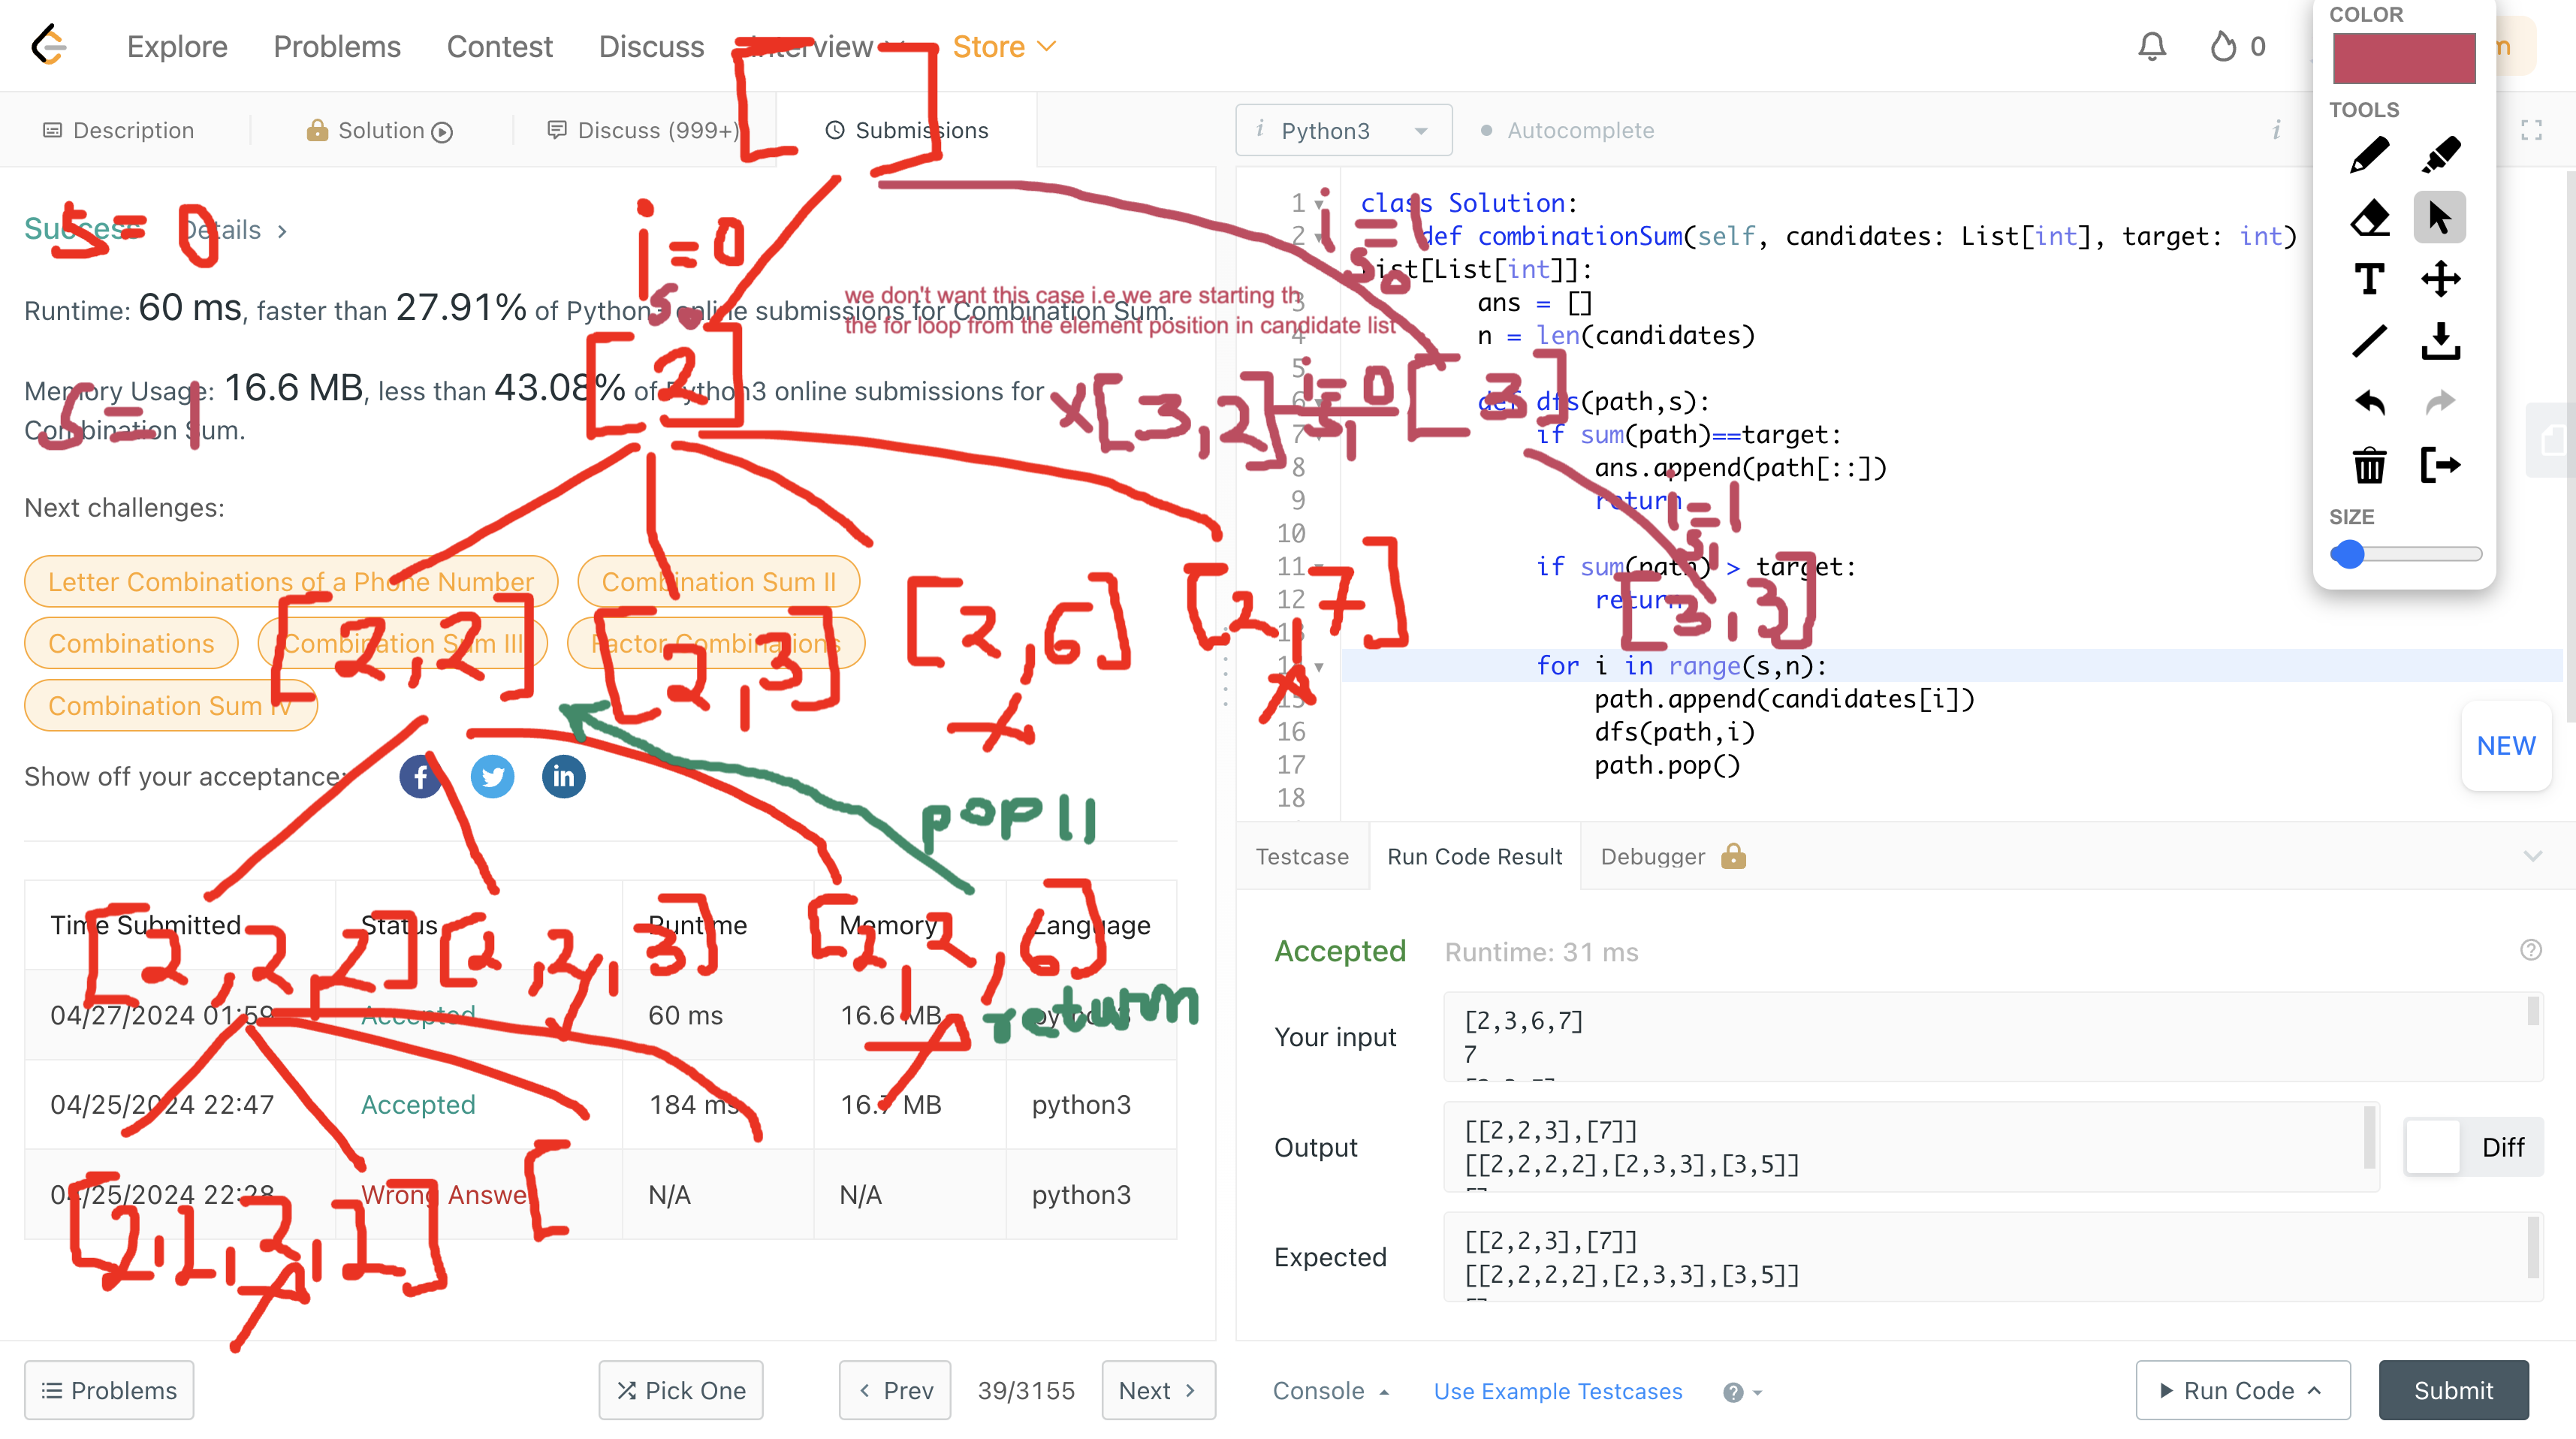 Explore Problems Contest Discuss Interview Store 0
COLOR
TOOLS
SIZE
Description Solution Discuss (999+) Submissions
Python3 Autocomplete
Success Details >
S = 0
i = 0
Runtime: 60 ms, faster than 27.91% of Python3 online submissions for Combination Sum.
we don't want this case i.e we are starting th
the for loop from the element position in candidate list
[2]
Memory Usage: 16.6 MB, less than 43.08% of Python3 online submissions for
Combination Sum.
S = 1
x[3,2] i=0 [3]
i = 1
i = 1
[3,3]
Next challenges:
Letter Combinations of a Phone Number Combination Sum II
Combinations Combination Sum III Factor Combinations
Combination Sum IV
[2,2] [2,3] [2,6] [2,7]
Show off your acceptance:
pop()
Time Submitted Status Runtime Memory Language
[2,2,2] [2,2,3] [2,2,6]
return
04/27/2024 01:59 Accepted 60 ms 16.6 MB python3
04/25/2024 22:47 Accepted 184 ms 16.7 MB python3
04/25/2024 22:28 Wrong Answer N/A N/A python3
[2,2,2,2] [
1 class Solution:
2 def combinationSum(self, candidates: List[int], target: int)
List[List[int]]:
3 ans = []
4 n = len(candidates)
5
6 def dfs(path,s):
7 if sum(path)==target:
8 ans.append(path[::])
9 return
10
11 if sum(path) > target:
12 return
13
14 for i in range(s,n):
15 path.append(candidates[i])
16 dfs(path,i)
17 path.pop()
18
NEW
Testcase Run Code Result Debugger
Accepted Runtime: 31 ms
Your input
[2,3,6,7]
7
Output
[[2,2,3],[7]]
[[2,2,2,2],[2,3,3],[3,5]]
Diff
Expected
[[2,2,3],[7]]
[[2,2,2,2],[2,3,3],[3,5]]
Problems Pick One Prev 39/3155 Next Console Use Example Testcases Run Code Submit